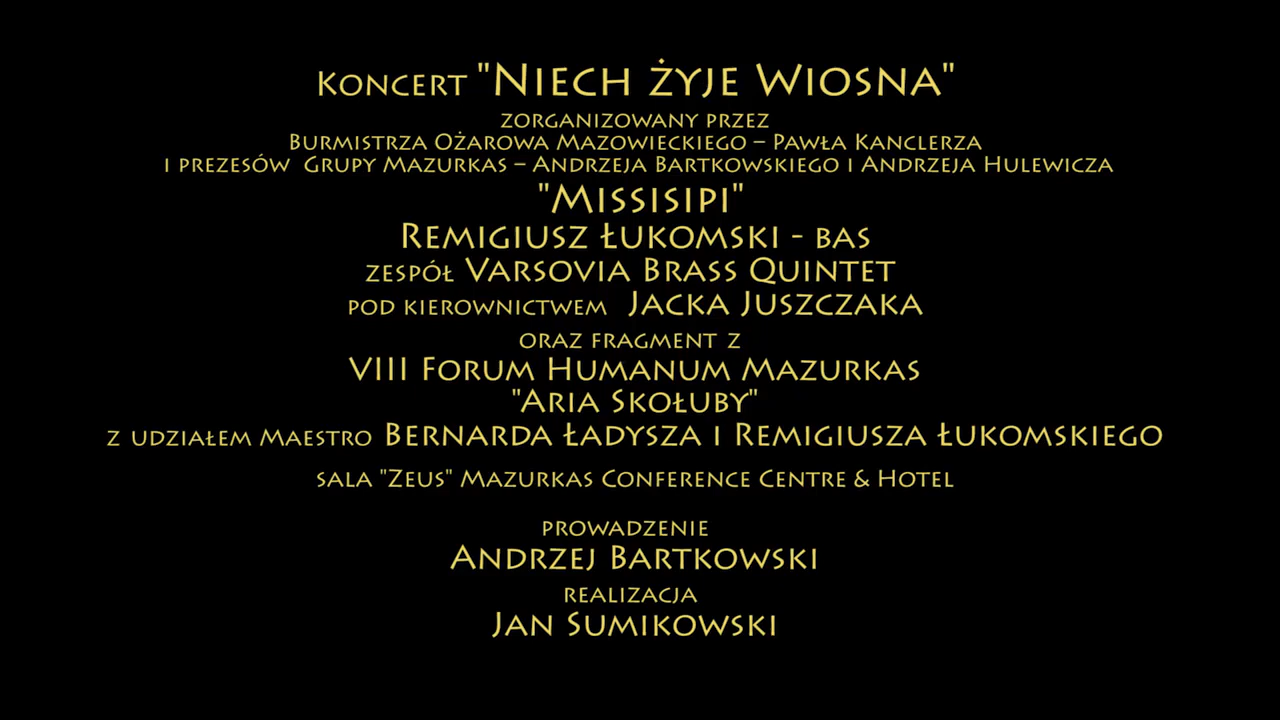 Koncert "Niech żyje Wiosna"
zorganizowany przez
Burmistrza Ożarowa Mazowieckiego – Pawła Kanclerza
i prezesów Grupy Mazurkas – Andrzeja Bartkowskiego i Andrzeja Hulewicza
"Missisipi"
Remigiusz Łukomski - bas
zespół Varsovia Brass Quintet
pod kierownictwem Jacka Juszczaka
oraz fragment z
VIII Forum Humanum Mazurkas
"Aria Skołuby"
z udziałem Maestro Bernarda Ładysza i Remigiusza Łukomskiego
sala "Zeus" Mazurkas Conference Centre & Hotel
prowadzenie
Andrzej Bartkowski
realizacja
Jan Sumikowski